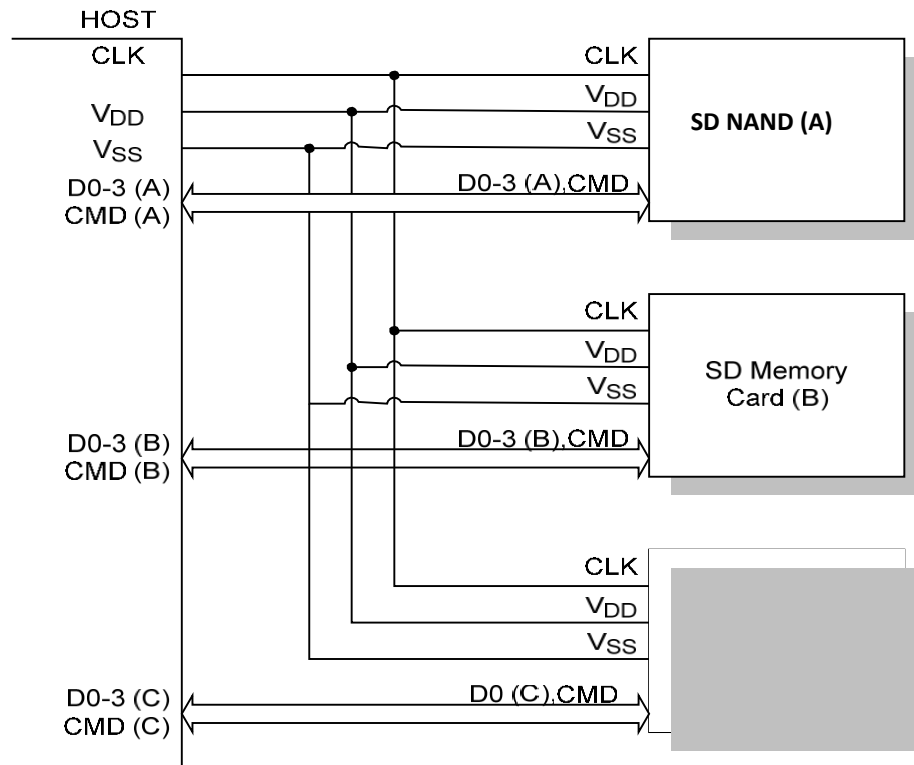 HOST
CLK
CLK
VDD
VDD
SD NAND (A)
VSS
VSS
D0-3 (A)
D0-3 (A),CMD
CMD (A)
CLK
VDD
SD Memory
Card (B)
VSS
D0-3 (B)
D0-3 (B),CMD
CMD (B)
CLK
VDD
VSS
D0-3 (C)
D0 (C),CMD
CMD (C)